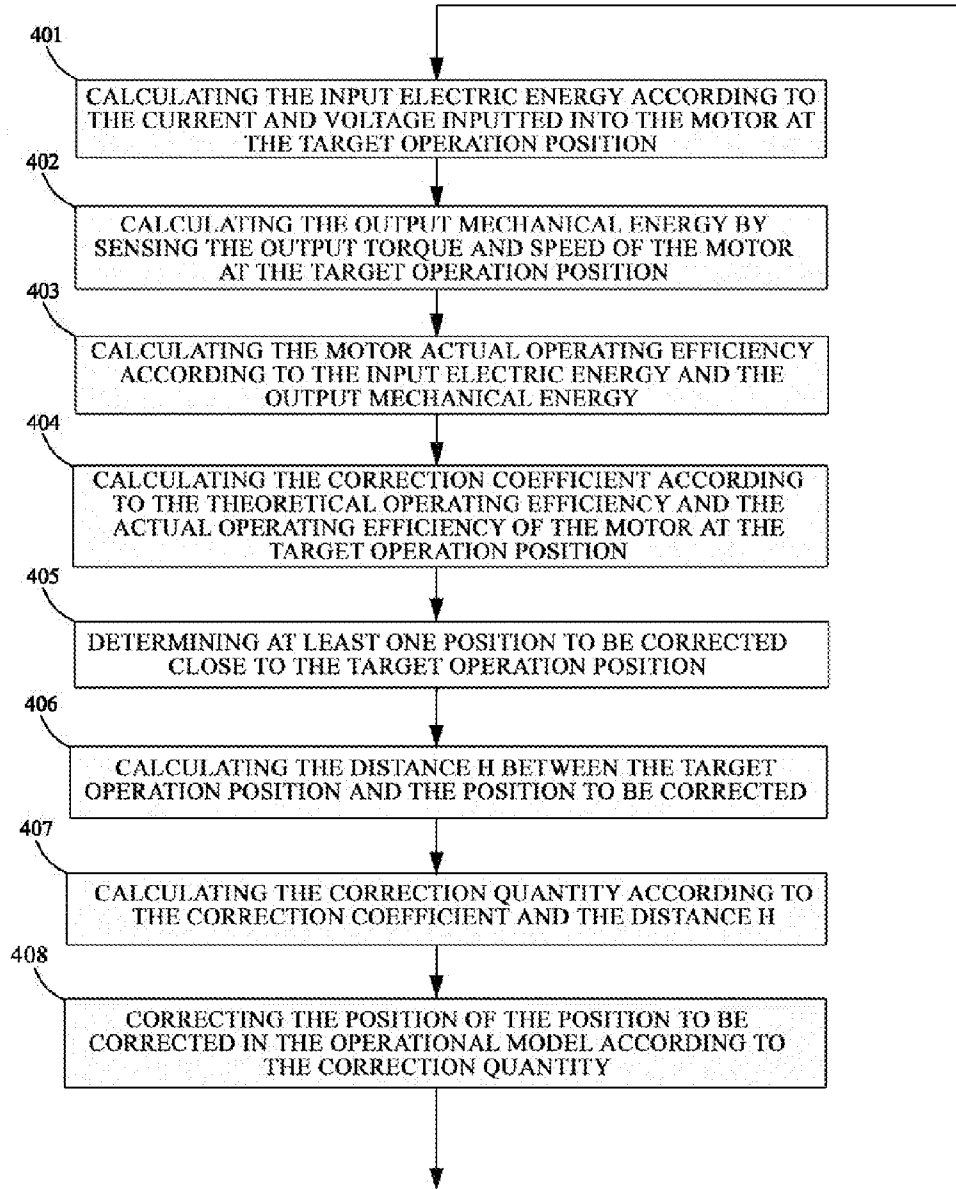 401
CALCULATING THE INPUT ELECTRIC ENERGY ACCORDING TO
THE CURRENT AND VOLTAGE INPUTTED INTO THE MOTOR AT
THE TARGET OPERATION POSITION
402
CALCULATING THE OUTPUT MECHANICAL ENERGY BY
SENSING THE OUTPUT TORQUE AND SPEED OF THE MOTOR
AT THE TARGET OPERATION POSITION
403
CALCULATING THE MOTOR ACTUAL OPERATING EFFICIENCY
ACCORDING TO THE INPUT ELECTRIC ENERGY AND THE
OUTPUT MECHANICAL ENERGY
404
CALCULATING THE CORRECTION COEFFICIENT ACCORDING
TO THE THEORETICAL OPERATING EFFICIENCY AND THE
ACTUAL OPERATING EFFICIENCY OF THE MOTOR AT THE
TARGET OPERATION POSITION
405
DETERMINING AT LEAST ONE POSITION TO BE CORRECTED
CLOSE TO THE TARGET OPERATION POSITION
406
CALCULATING THE DISTANCE H BETWEEN THE TARGET
OPERATION POSITION AND THE POSITION TO BE CORRECTED
407
CALCULATING THE CORRECTION QUANTITY ACCORDING TO
THE CORRECTION COEFFICIENT AND THE DISTANCE H
408
CORRECTING THE POSITION OF THE POSITION TO BE
CORRECTED IN THE OPERATIONAL MODEL ACCORDING TO
THE CORRECTION QUANTITY